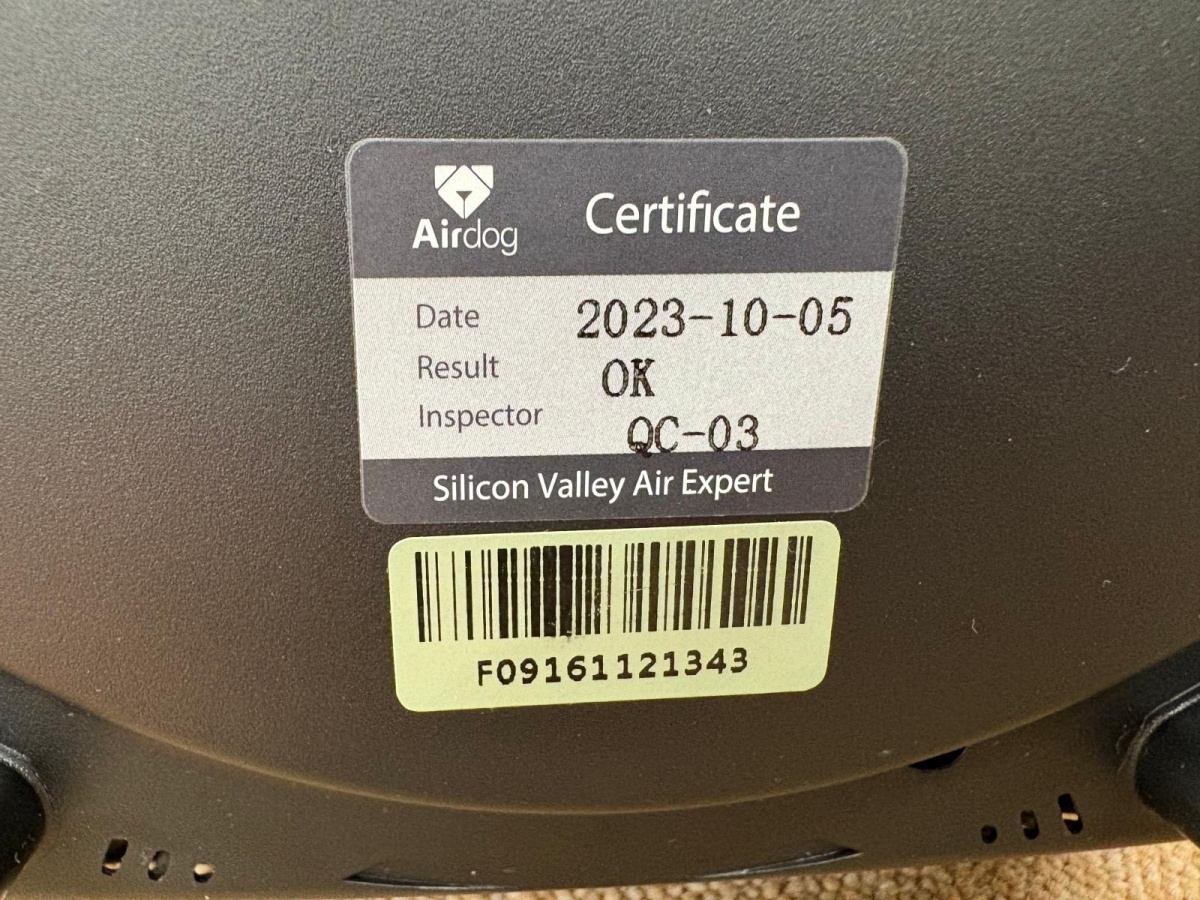 Airdog Certificate
Date 2023-10-05
Result OK
Inspector QC-03
Silicon Valley Air Expert
F09161121343